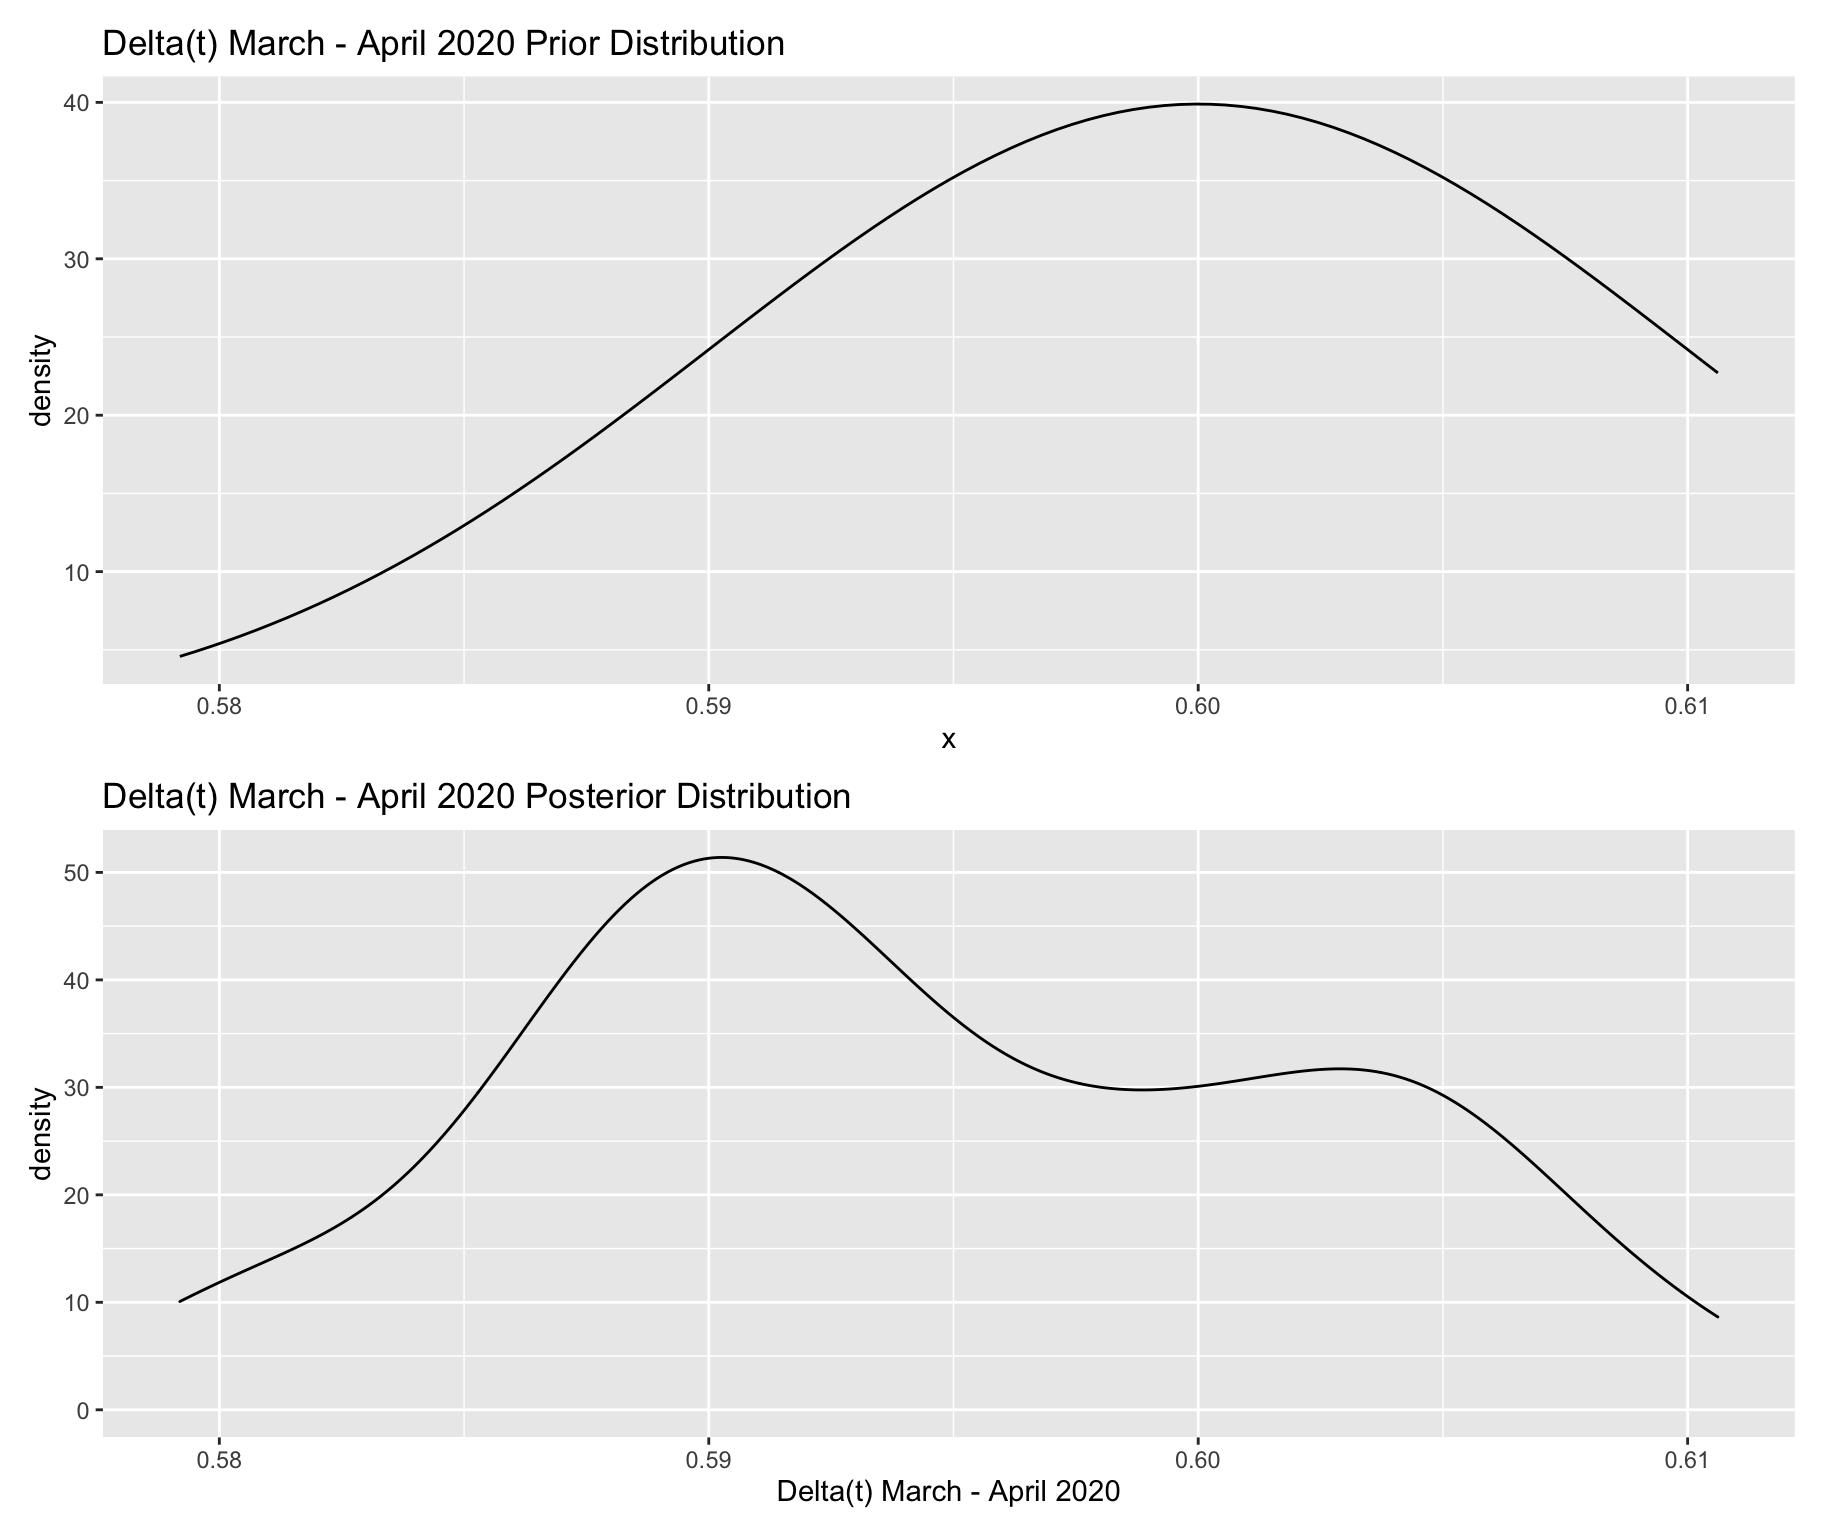 Delta(t) March - April 2020 Prior Distribution
40
30
20
10
density
0.58 0.59 0.60 0.61
x
Delta(t) March - April 2020 Posterior Distribution
50
40
30
20
10
0
density
0.58 0.59 0.60 0.61
Delta(t) March - April 2020